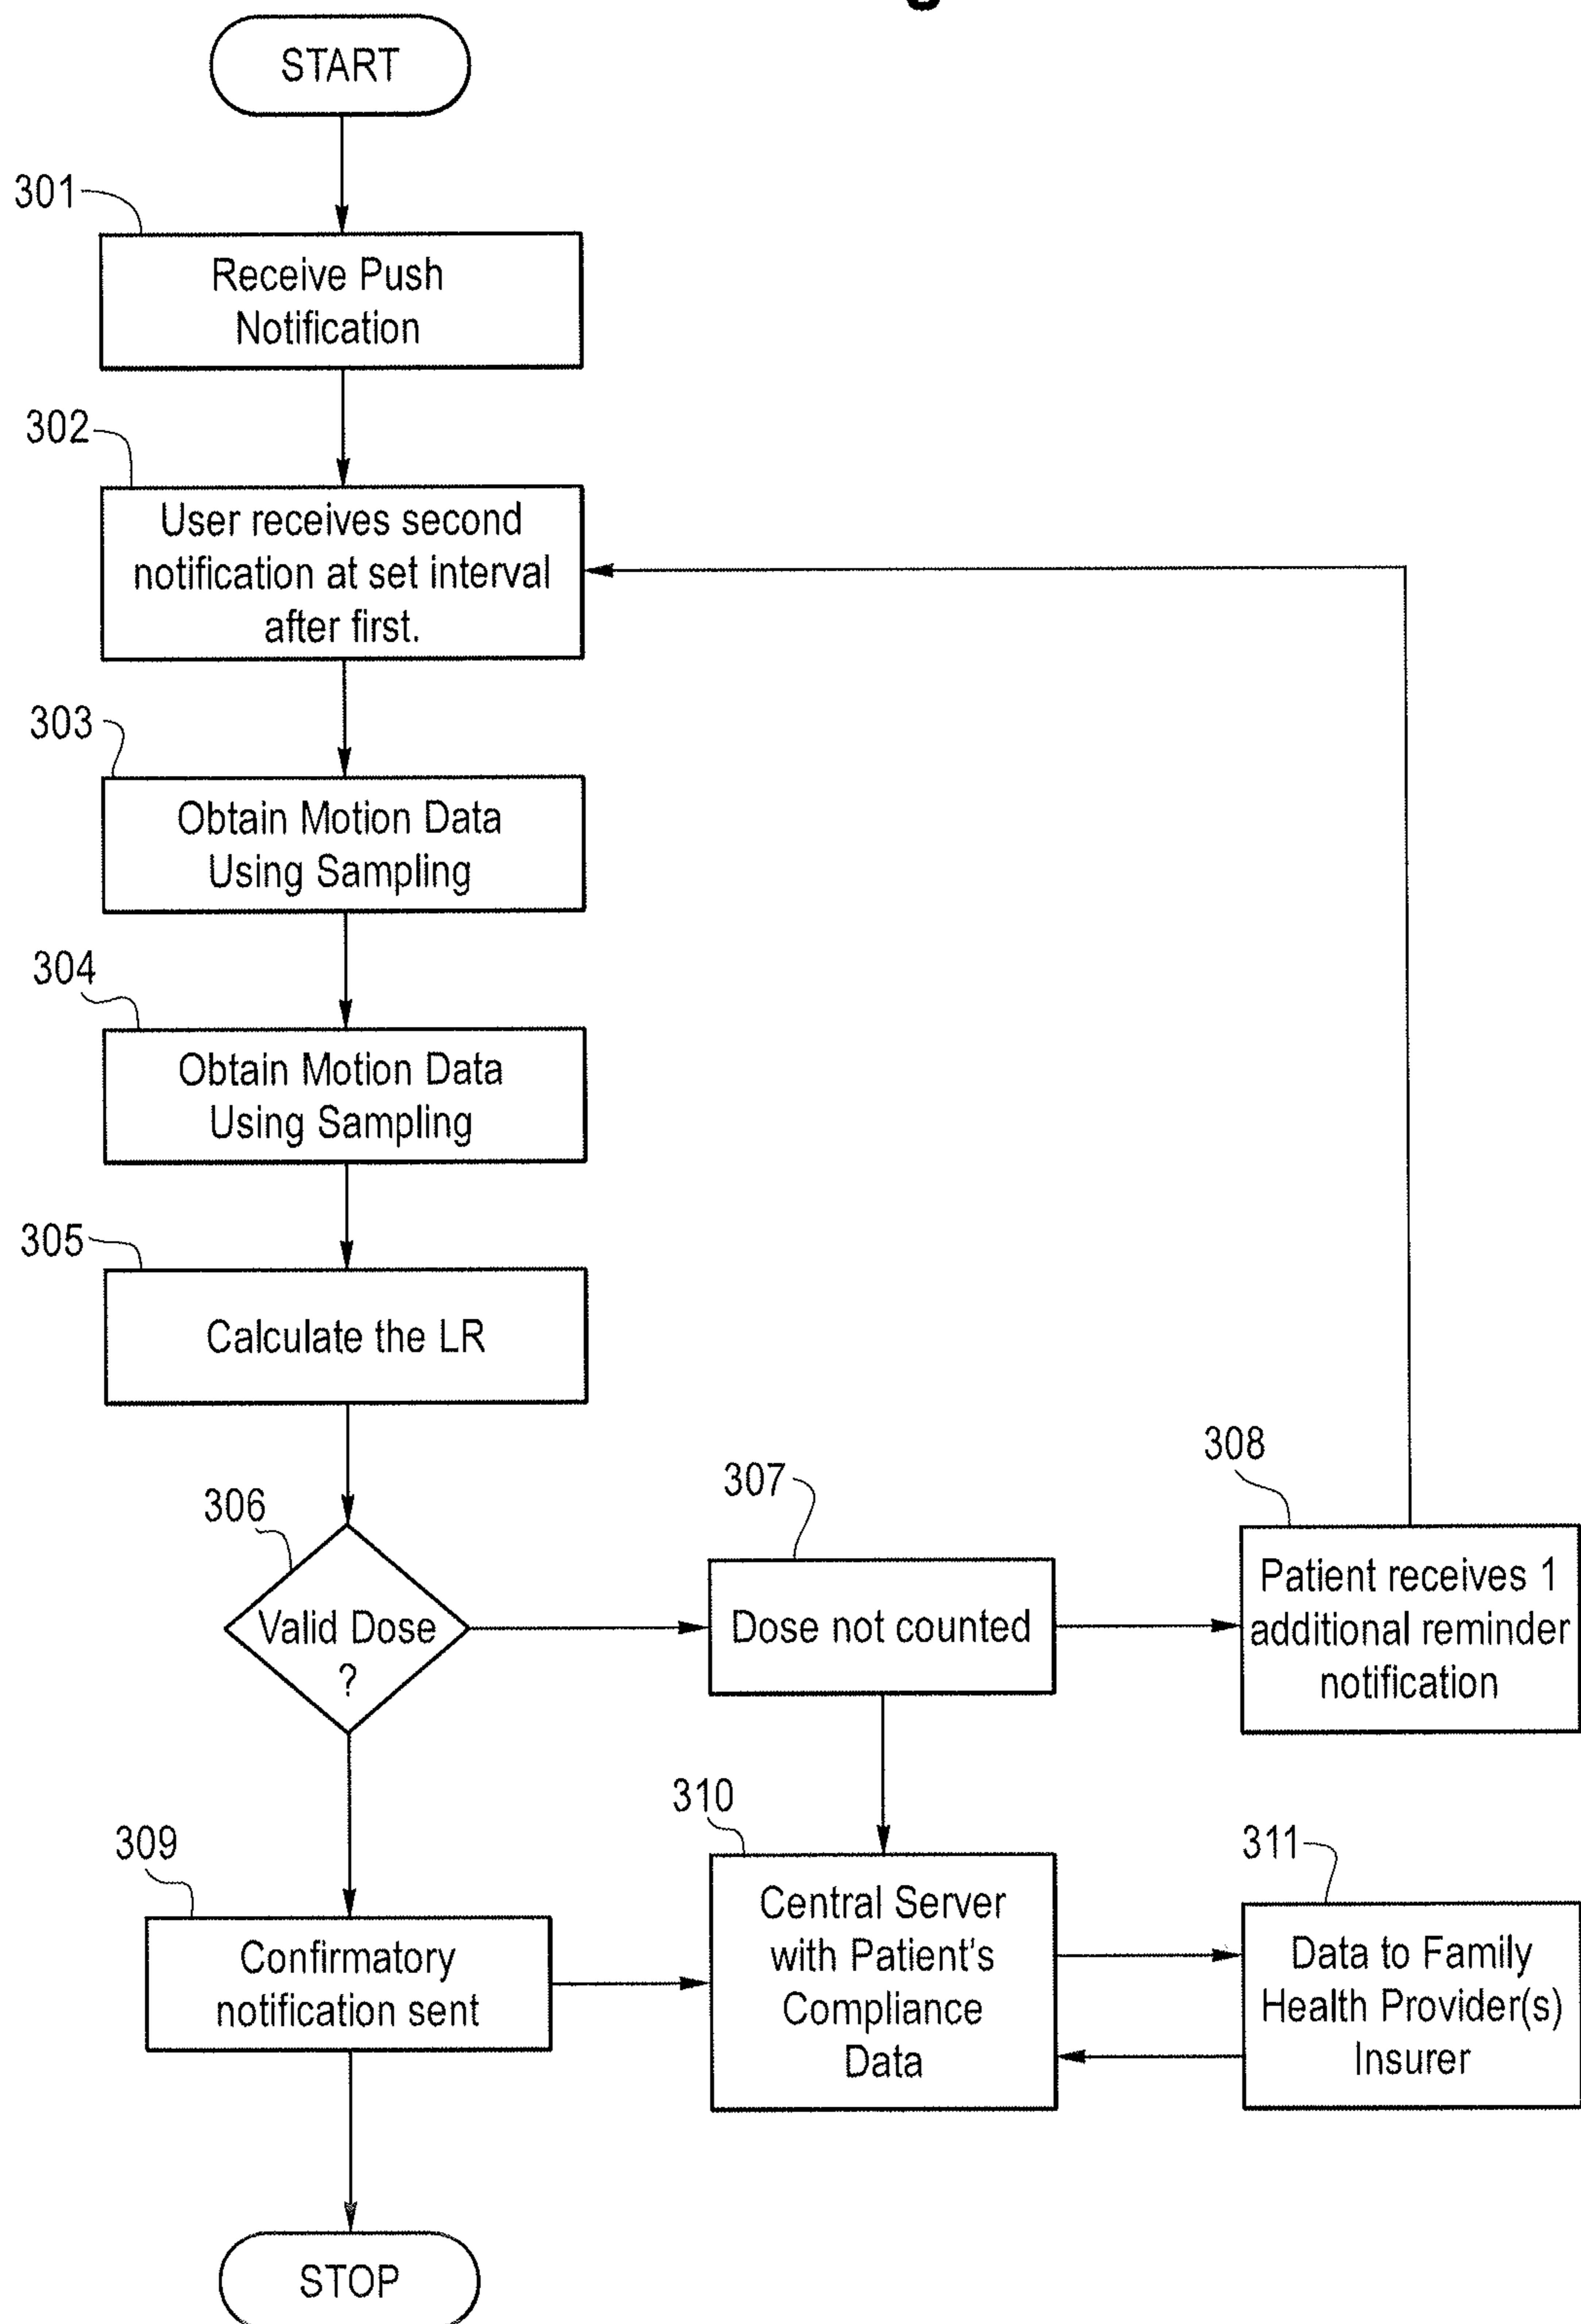 START
301
Receive Push
Notification
302
User receives second
notification at set interval
after first.
303
Obtain Motion Data
Using Sampling
304
Obtain Motion Data
Using Sampling
305
Calculate the LR
306
Valid Dose
?
307
Dose not counted
308
Patient receives 1
additional reminder
notification
309
Confirmatory
notification sent
310
Central Server
with Patient's
Compliance
Data
311
Data to Family
Health Provider(s)
Insurer
STOP